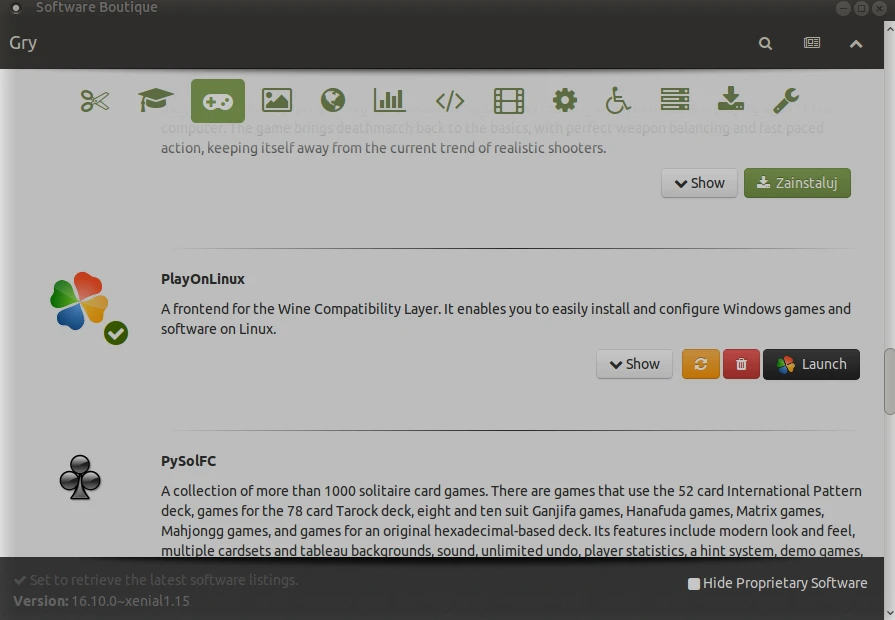 Software Boutique
Gry
computer. The game brings deathmatch back to the basics, with perfect weapon balancing and fast paced
action, keeping itself away from the current trend of realistic shooters.
Show
Zainstaluj
PlayOnLinux
A frontend for the Wine Compatibility Layer. It enables you to easily install and configure Windows games and
software on Linux.
Show
Launch
PySolFC
A collection of more than 1000 solitaire card games. There are games that use the 52 card International Pattern
deck, games for the 78 card Tarock deck, eight and ten suit Ganjifa games, Hanafuda games, Matrix games,
Mahjongg games, and games for an original hexadecimal-based deck. Its features include modern look and feel,
multiple cardsets and tableau backgrounds, sound, unlimited undo, player statistics, a hint system, demo games,
Set to retrieve the latest software listings.
Hide Proprietary Software
Version: 16.10.0~xenial1.15